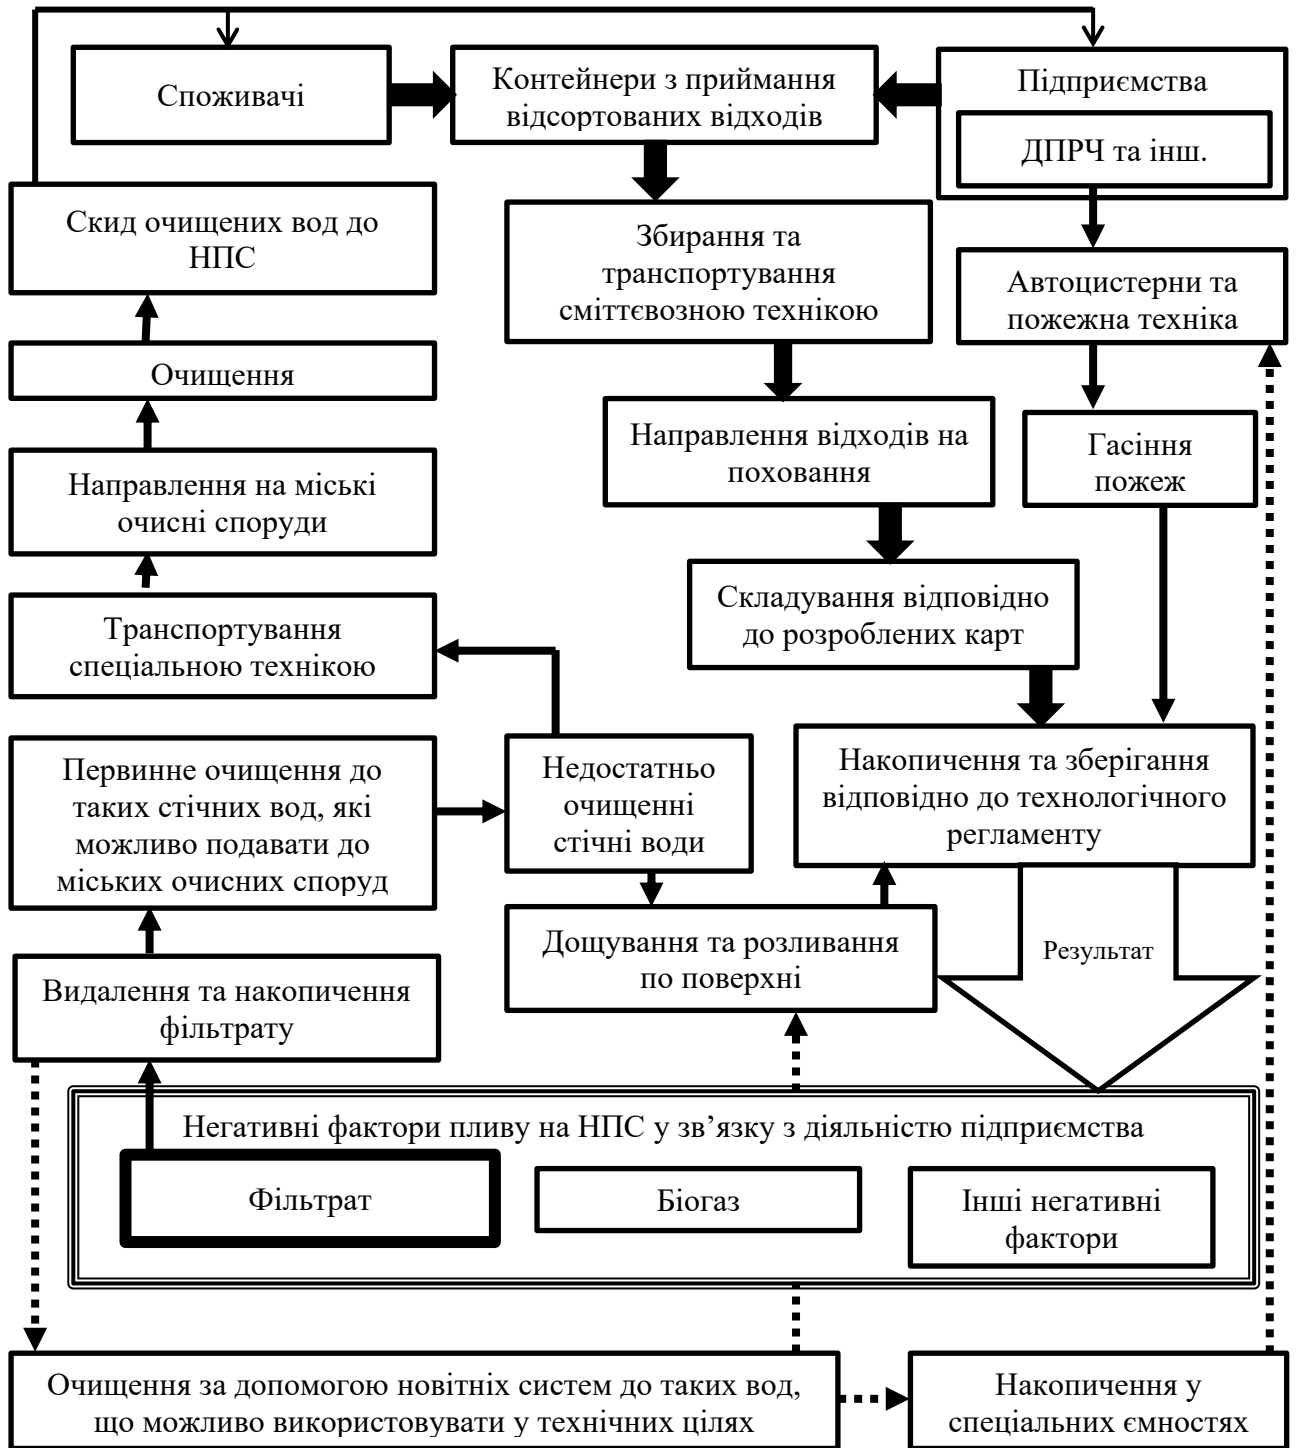 Споживачі
Контейнери з приймання
відсортованих відходів
Підприємства
ДПРЧ та інш.
Скид очищених вод до
НПС
Збирання та
транспортування
сміттєвозною технікою
Автоцистерни та
пожежна техніка
Очищення
Направлення відходів на
поховання
Гасіння
пожеж
Направлення на міські
очисні споруди
Складування відповідно
до розроблених карт
Транспортування
спеціальною технікою
Первинне очищення до
таких стічних вод, які
можливо подавати до
міських очисних споруд
Недостатньо
очищенні
стічні води
Накопичення та зберігання
відповідно до технологічного
регламенту
Дощування та розливання
по поверхні
Результат
Видалення та накопичення
фільтрату
Негативні фактори пливу на НПС у зв’язку з діяльністю підприємства
Фільтрат
Біогаз
Інші негативні
фактори
Очищення за допомогою новітніх систем до таких вод,
що можливо використовувати у технічних цілях
Накопичення у
спеціальних ємностях